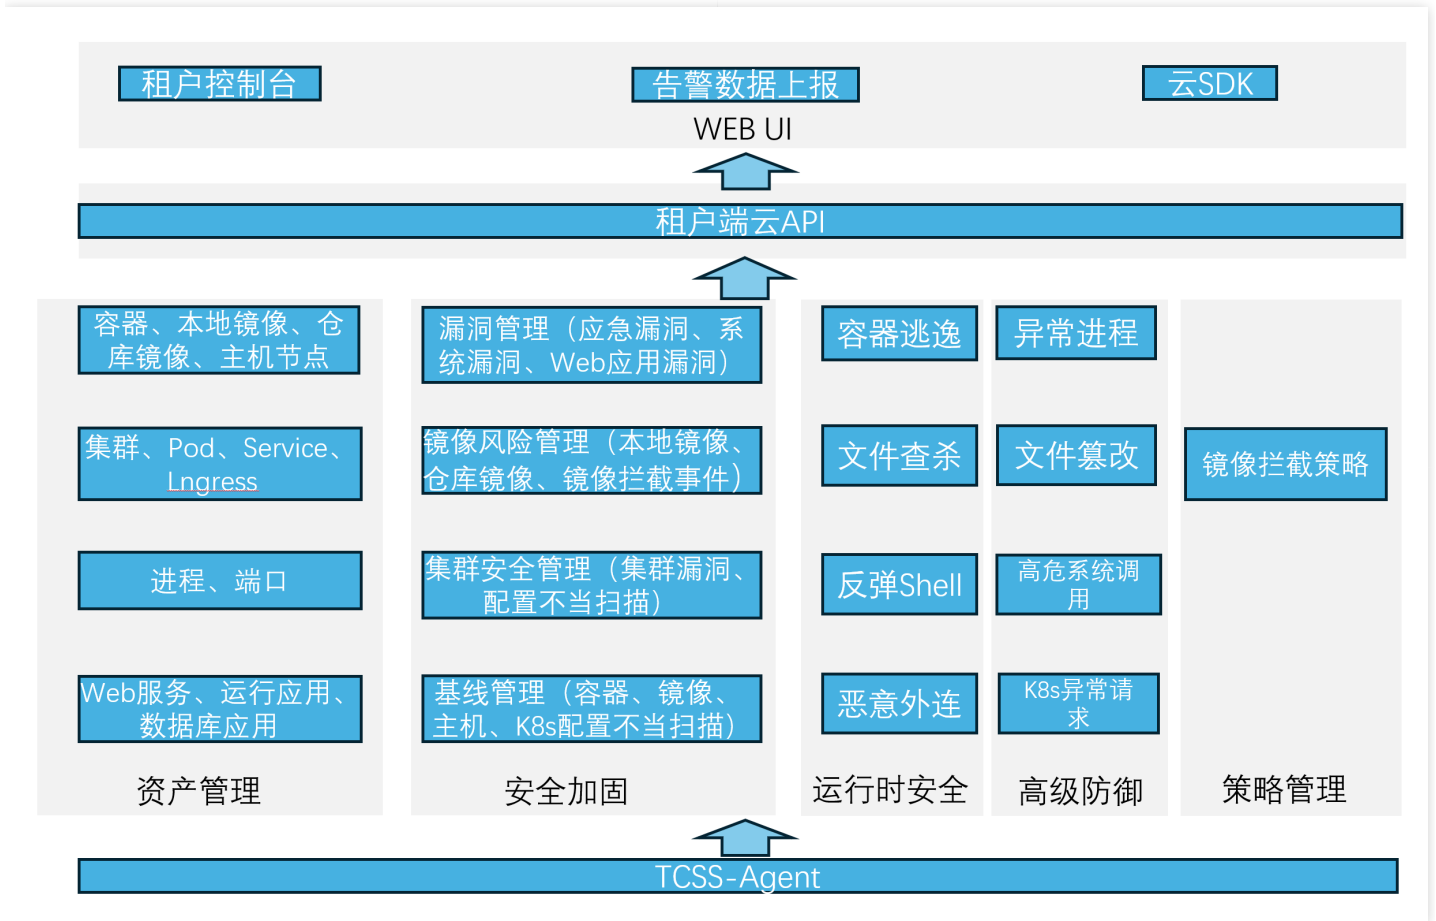 租户控制台
告警数据上报
云SDK
WEB UI
租户端云API
容器、本地镜像、仓
库镜像、主机节点
集群、Pod、Service、
Lngress
进程、端口
Web服务、运行应用、
数据库应用
资产管理
漏洞管理（应急漏洞、系
统漏洞、Web应用漏洞）
镜像风险管理（本地镜像、
仓库镜像、镜像拦截事件）
集群安全管理（集群漏洞、
配置不当扫描）
基线管理（容器、镜像、
主机、K8s配置不当扫描）
安全加固
容器逃逸
文件查杀
反弹Shell
恶意外连
运行时安全
异常进程
文件篡改
高危系统调
用
K8s异常请
求
高级防御
镜像拦截策略
策略管理
TCSS-Agent